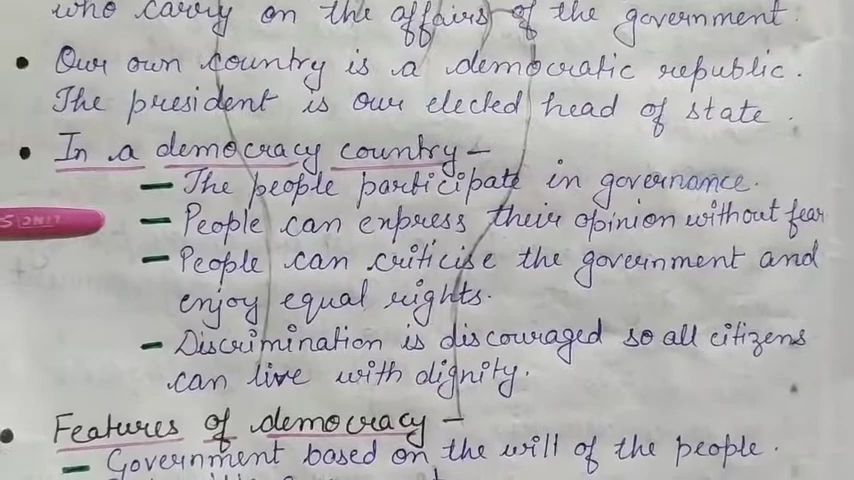 who carry on the affairs of the government.
• Our own country is a democratic republic.
The president is our elected head of state.
• In a democracy country –
– The people participate in governance.
– People can express their opinion without fear
– People can criticise the government and
enjoy equal rights.
– Discrimination is discouraged so all citizens
can live with dignity.
• Features of democracy –
– Government based on the will of the people.